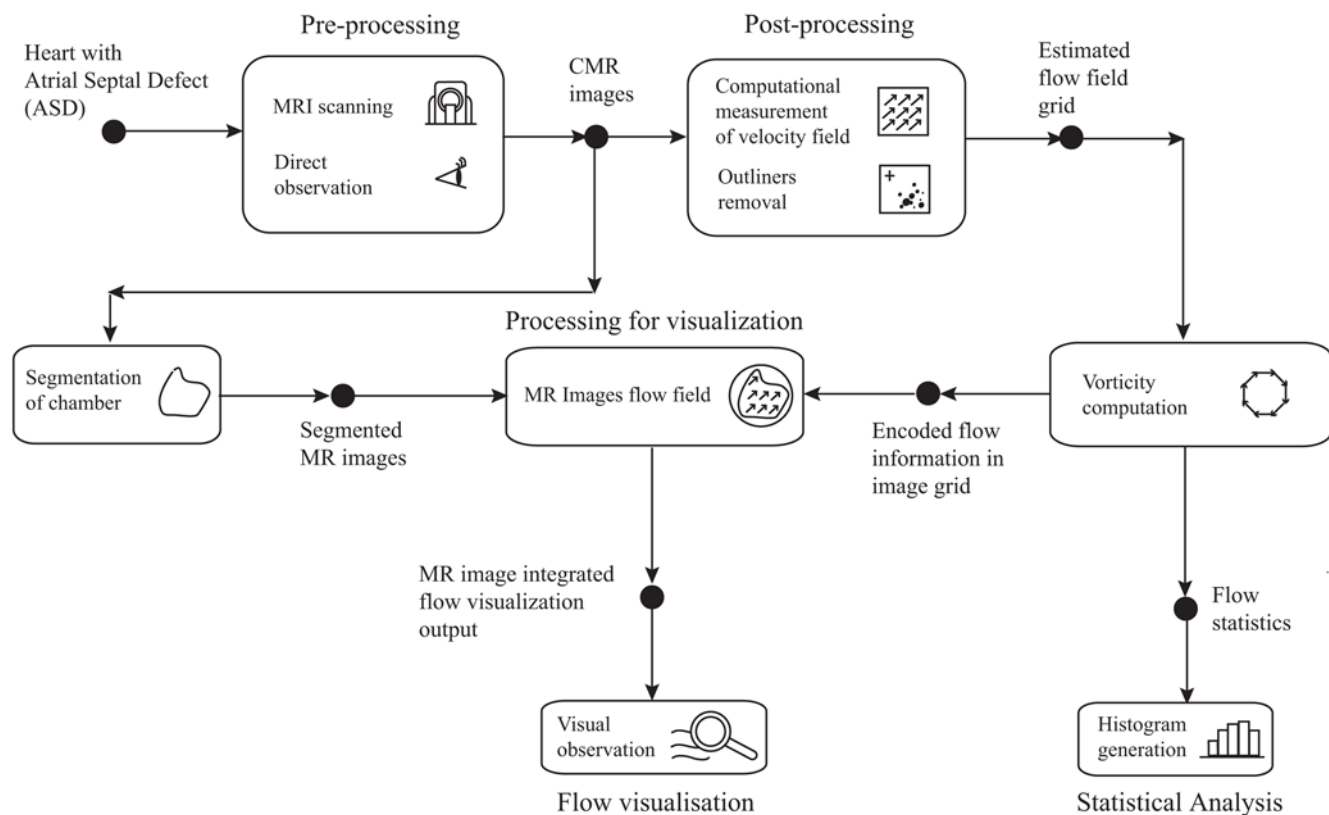 Pre-processing
Post-processing
Heart with
Atrial Septal Defect
(ASD)
MRI scanning
Direct
observation
CMR
images
Computational
measurement
of velocity field
Outliners
removal
Estimated
flow field
grid
Processing for visualization
Segmentation
of chamber
Segmented
MR images
MR Images flow field
Encoded flow
information in
image grid
Vorticity
computation
MR image integrated
flow visualization
output
Flow
statistics
Visual
observation
Histogram
generation
Flow visualisation
Statistical Analysis